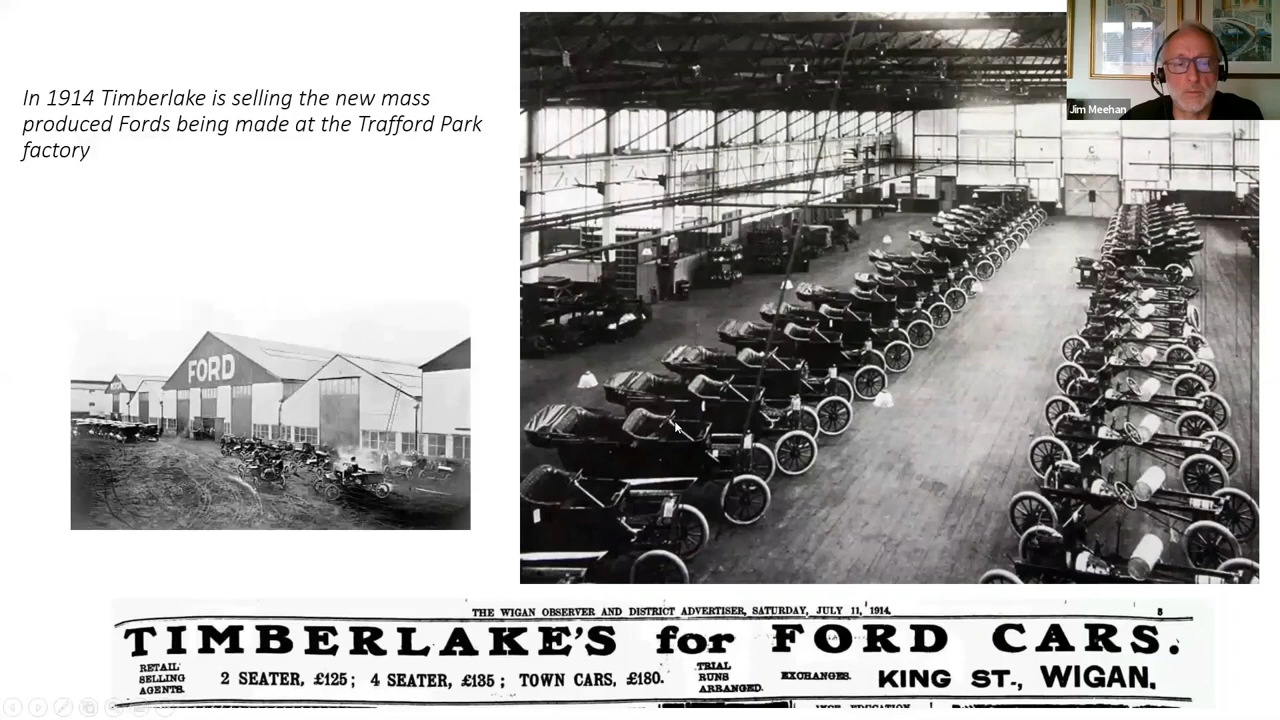 In 1914 Timberlake is selling the new mass
produced Fords being made at the Trafford Park
factory
Jim Meehan
C
FORD
THE WIGAN OBSERVER AND DISTRICT ADVERTISER, SATURDAY, JULY 11, 1914.
5
TIMBERLAKE'S for FORD CARS.
RETAIL
SELLING
AGENTS.
2 SEATER, £125; 4 SEATER, £135; TOWN CARS, £180.
TRIAL
RUNS
ARRANGED.
EXCHANGES.
KING ST., WIGAN.